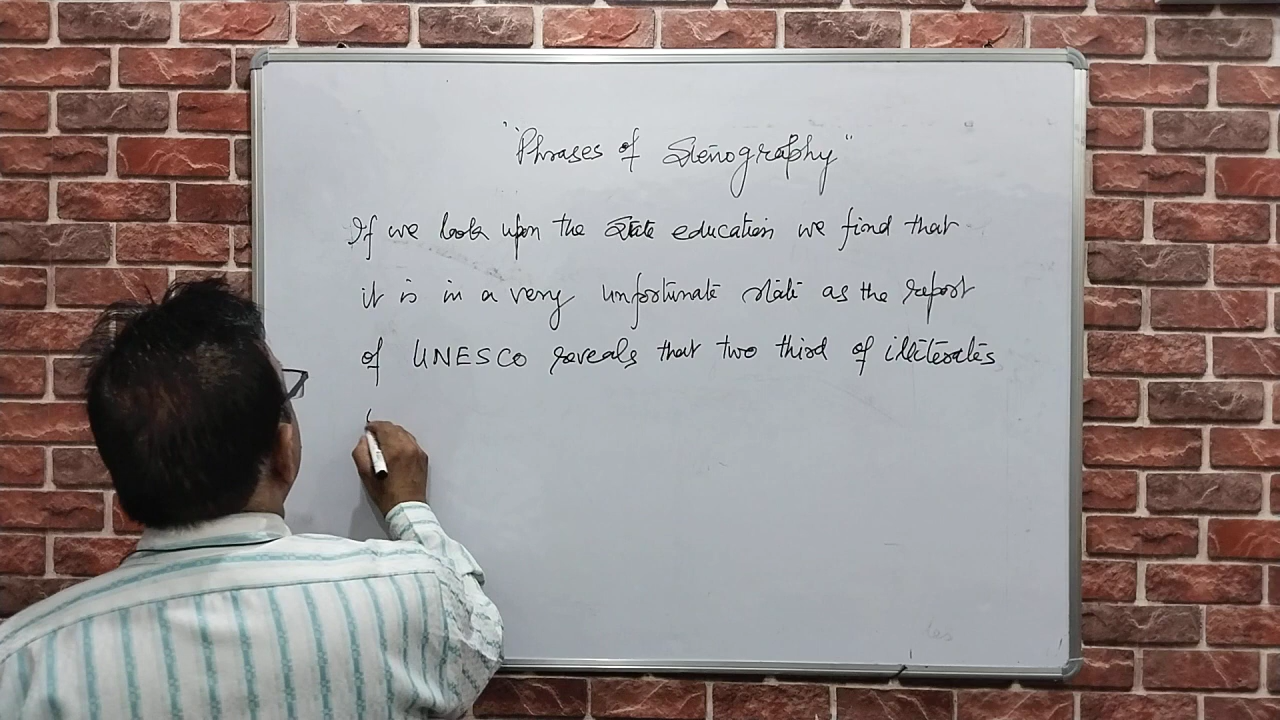 "Phrases of Stenography"
If we look upon the State education we find that
it is in a very unfortunate state as the report
of UNESCO reveals that two third of illiterates